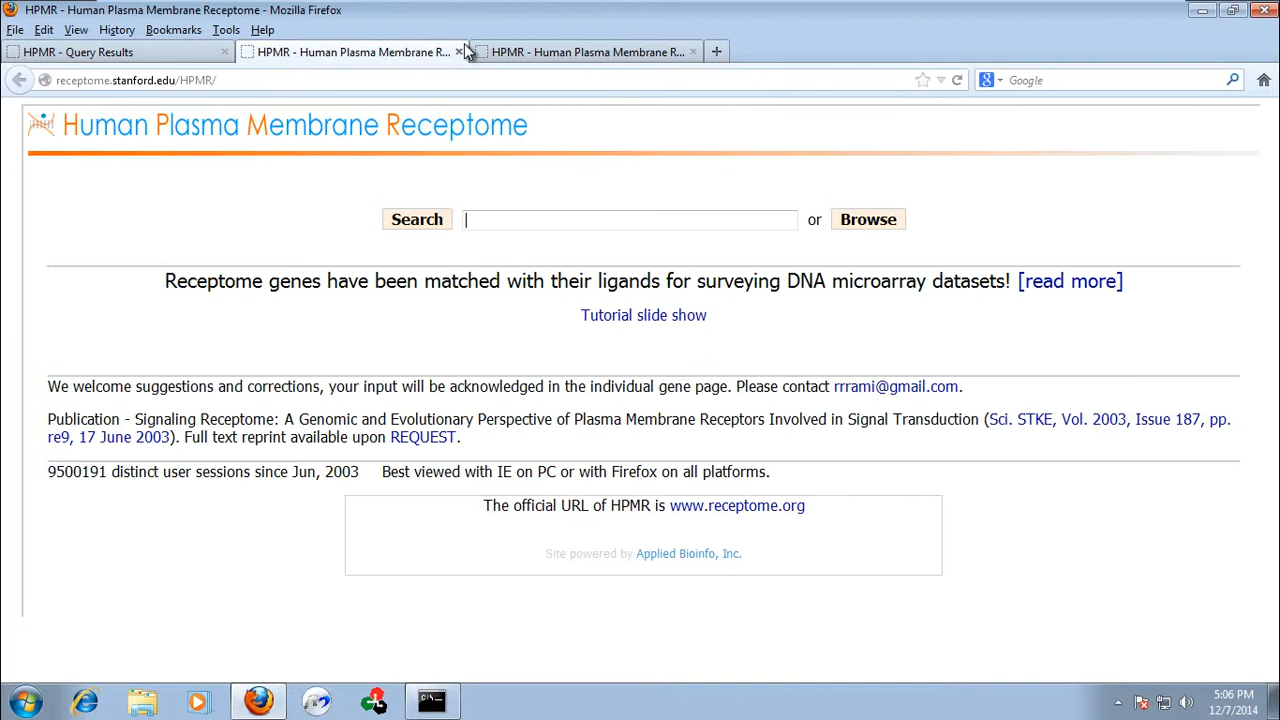 HPMR - Human Plasma Membrane Receptome - Mozilla Firefox
File Edit View History Bookmarks Tools Help
HPMR - Query Results HPMR - Human Plasma Membrane R... HPMR - Human Plasma Membrane R...
receptome.stanford.edu/HPMR/ Google
Human Plasma Membrane Receptome
Search or Browse
Receptome genes have been matched with their ligands for surveying DNA microarray datasets! [read more]
Tutorial slide show
We welcome suggestions and corrections, your input will be acknowledged in the individual gene page. Please contact rrrami@gmail.com.
Publication - Signaling Receptome: A Genomic and Evolutionary Perspective of Plasma Membrane Receptors Involved in Signal Transduction (Sci. STKE, Vol. 2003, Issue 187, pp.
re9, 17 June 2003). Full text reprint available upon REQUEST.
9500191 distinct user sessions since Jun, 2003 Best viewed with IE on PC or with Firefox on all platforms.
The official URL of HPMR is www.receptome.org
Site powered by Applied Bioinfo, Inc.
5:06 PM
12/7/2014